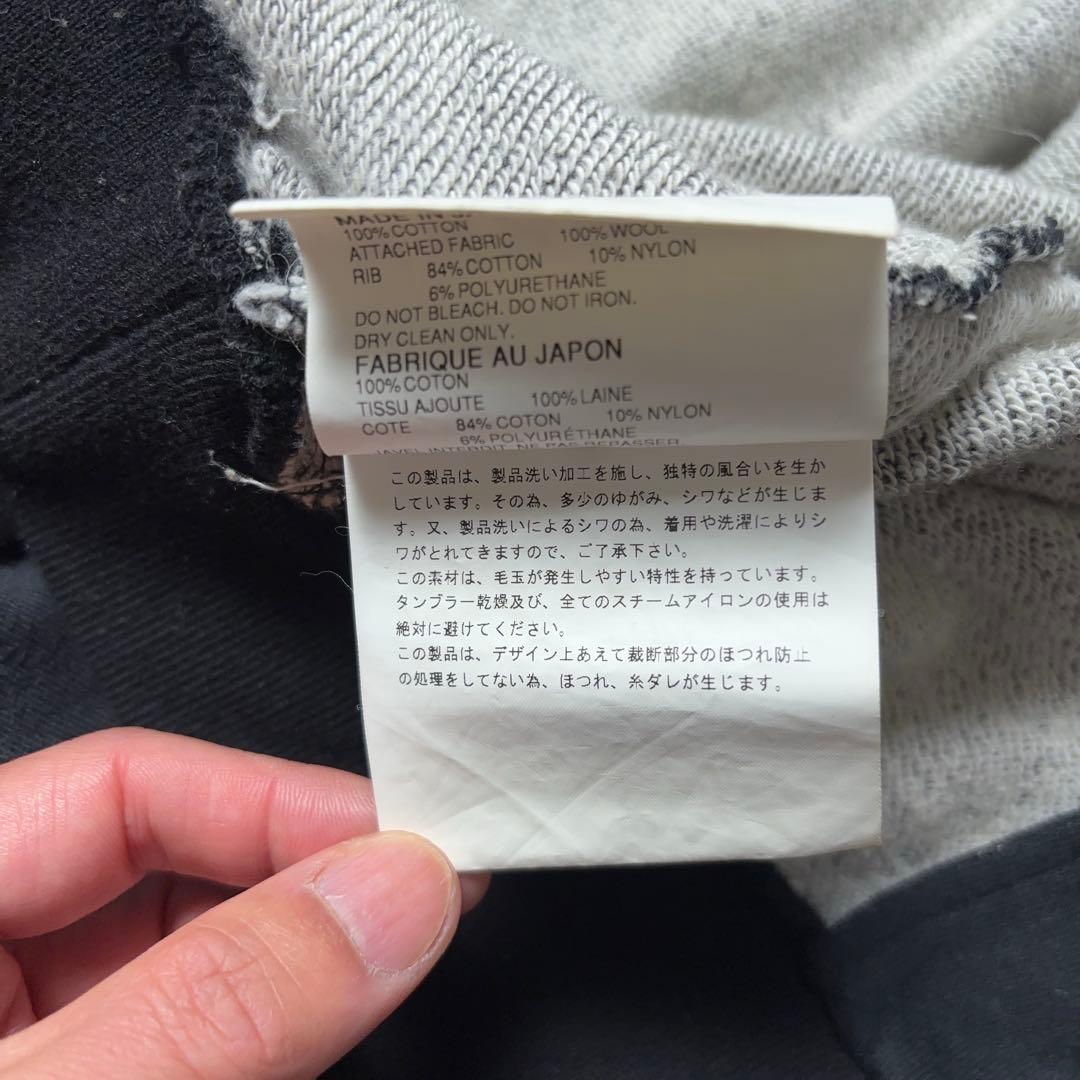 MADE IN
100% COTTON
ATTACHED FABRIC 100% WOOL
RIB 84% COTTON 10% NYLON
6% POLYURETHANE
DO NOT BLEACH. DO NOT IRON.
DRY CLEAN ONLY.
FABRIQUE AU JAPON
100% COTON
TISSU AJOUTE 100% LAINE
COTE 84% COTON 10% NYLON
6% POLYURÉTHANE
JAVEL INTERDIT. NE PAS REPASSER.
この製品は、製品洗い加工を施し、独特の風合いを生か
しています。その為、多少のゆがみ、シワなどが生じま
す。又、製品洗いによるシワの為、着用や洗濯によりシ
ワがとれてきますので、ご了承下さい。
この素材は、毛玉が発生しやすい特性を持っています。
タンブラー乾燥及び、全てのスチームアイロンの使用は
絶対に避けてください。
この製品は、デザイン上あえて裁断部分のほつれ防止
の処理をしてない為、ほつれ、糸ダレが生じます。